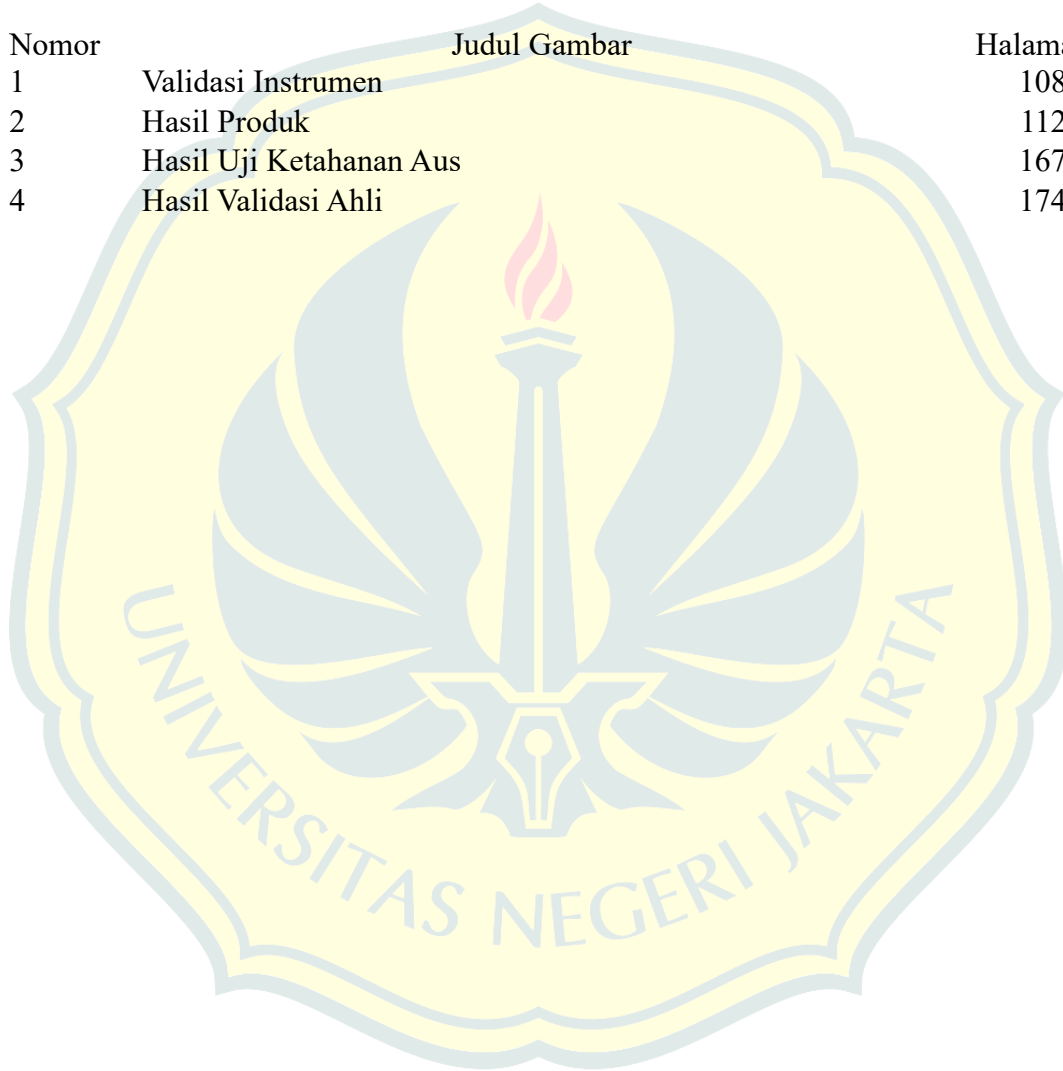 Nomor Judul Gambar Halama
1 Validasi Instrumen 108
2 Hasil Produk 112
3 Hasil Uji Ketahanan Aus 167
4 Hasil Validasi Ahli 174
UNIVERSITAS NEGERI JAKARTA